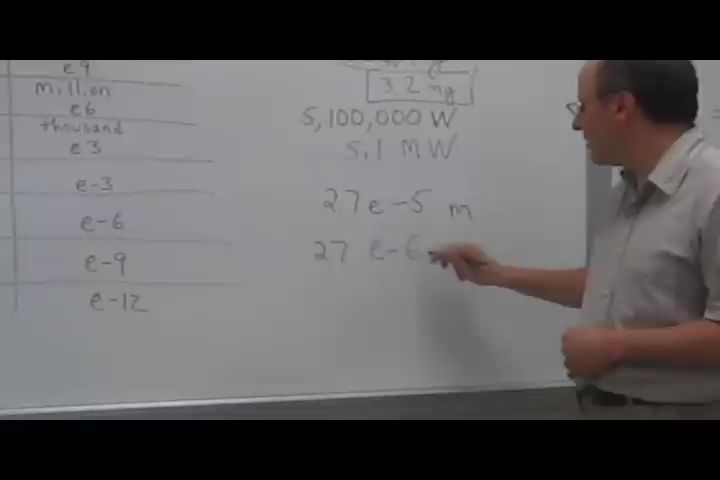 e9
million
e6
thousand
e3
e-3
e-6
e-9
e-12
3.2 mg
5,100,000 W
5.1 MW
27e-5 m
27 e-6